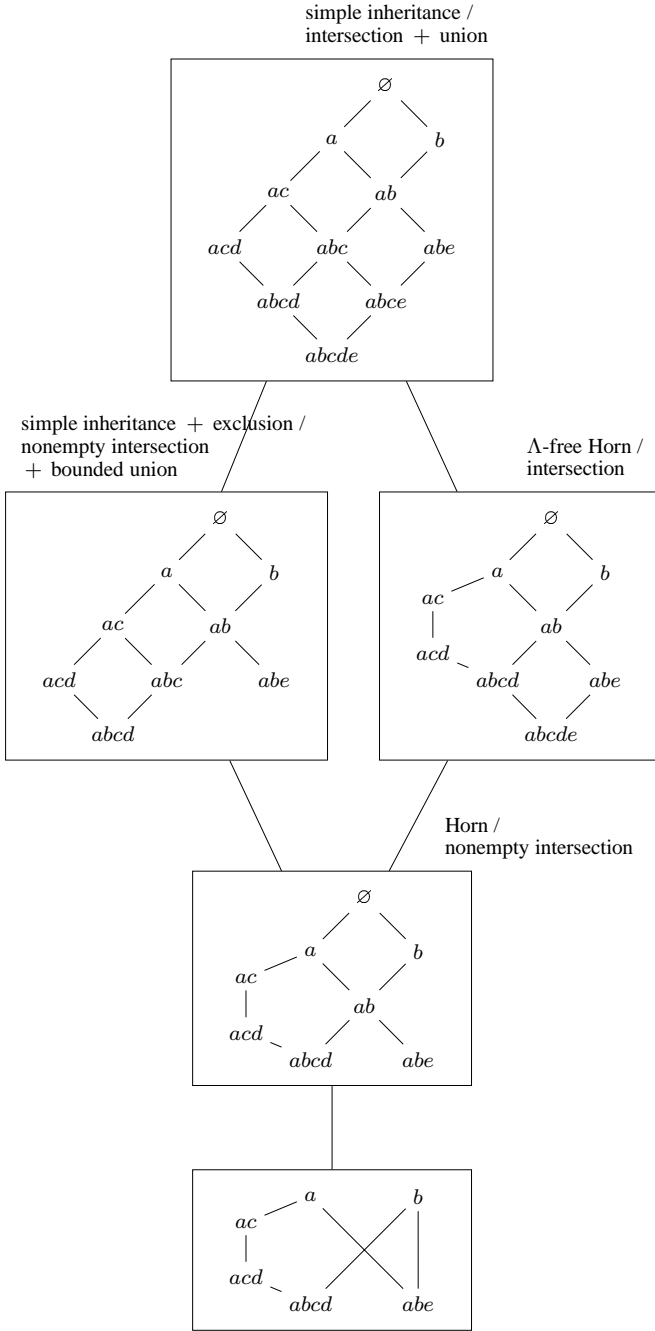 simple inheritance /
intersection + union
∅
a b
ac ab
acd abc abe
abcd abce
abcde
simple inheritance + exclusion /
nonempty intersection
+ bounded union
Λ-free Horn /
intersection
∅
a b
ac ab
acd abc abe
abcd
∅
a b
ac
ab
acd
abcd abe
abcde
Horn /
nonempty intersection
∅
a b
ac
ab
acd
abcd abe
a b
ac
acd
abcd abe